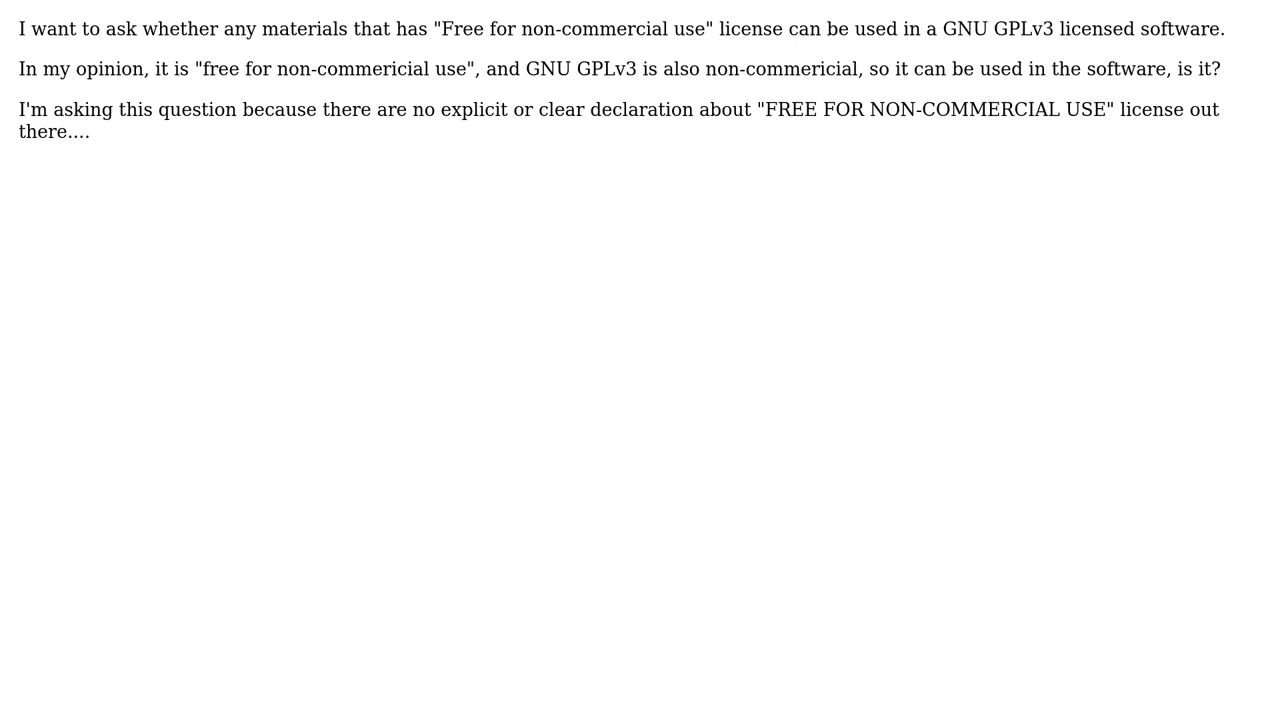 I want to ask whether any materials that has "Free for non-commercial use" license can be used in a GNU GPLv3 licensed software.
In my opinion, it is "free for non-commericial use", and GNU GPLv3 is also non-commericial, so it can be used in the software, is it?
I'm asking this question because there are no explicit or clear declaration about "FREE FOR NON-COMMERCIAL USE" license out
there....